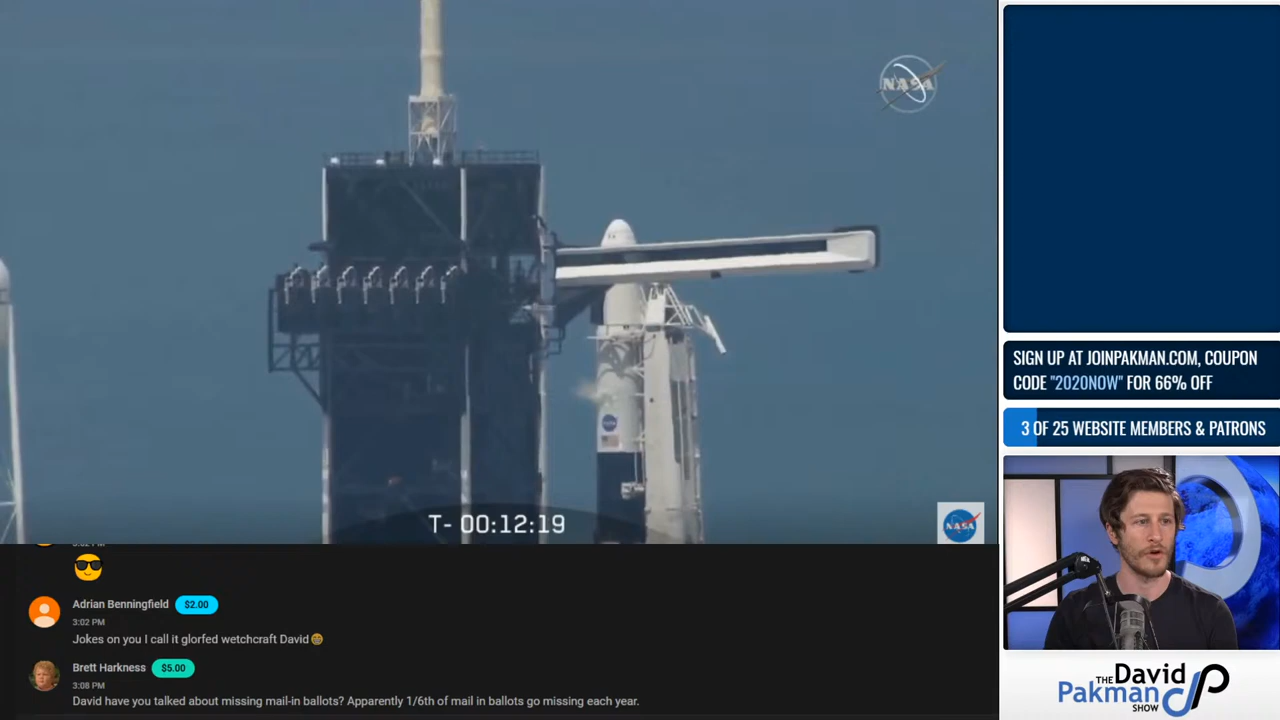 NASA
T- 00:12:19
NASA
NASA
SIGN UP AT JOINPAKMAN.COM, COUPON
CODE "2020NOW" FOR 66% OFF
3 OF 25 WEBSITE MEMBERS & PATRONS
Adrian Benningfield $2.00
3:02 PM
Jokes on you I call it glorfed wetchcraft David😁
Brett Harkness $5.00
3:08 PM
David have you talked about missing mail-in ballots? Apparently 1/6th of mail in ballots go missing each year.
THE David
Pakman
SHOW